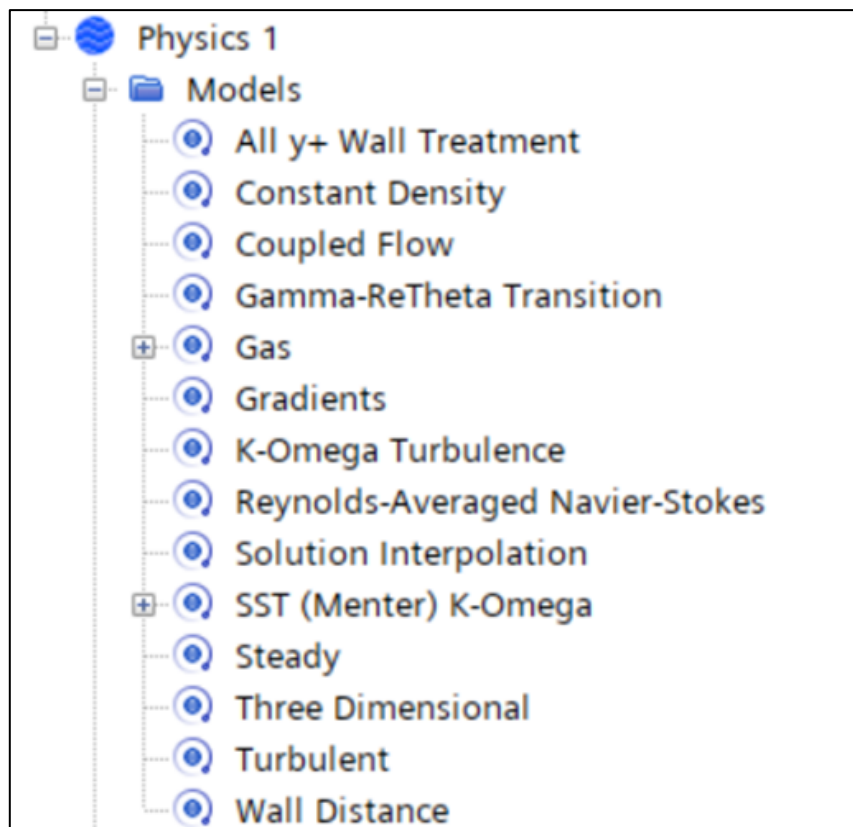 Physics 1
Models
All y+ Wall Treatment
Constant Density
Coupled Flow
Gamma-ReTheta Transition
Gas
Gradients
K-Omega Turbulence
Reynolds-Averaged Navier-Stokes
Solution Interpolation
SST (Menter) K-Omega
Steady
Three Dimensional
Turbulent
Wall Distance